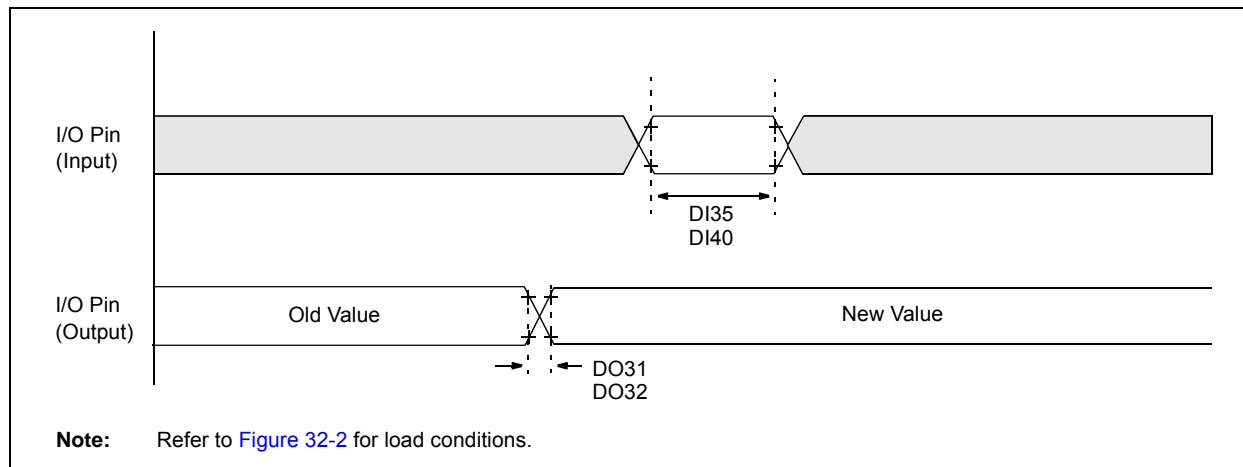 I/O Pin
(Input)
DI35
DI40
I/O Pin
(Output)
Old Value
New Value
DO31
DO32
Note: Refer to Figure 32-2 for load conditions.